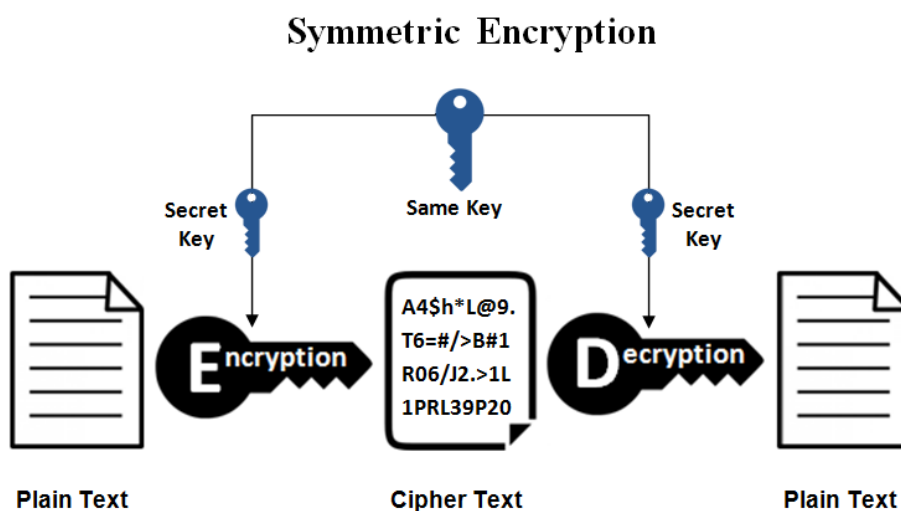 Symmetric Encryption
Secret
Key
Same Key
Secret
Key
Encryption
A4$h*L@9.
T6=#/>B#1
R06/J2.>1L
1PRL39P20
Decryption
Plain Text
Cipher Text
Plain Text